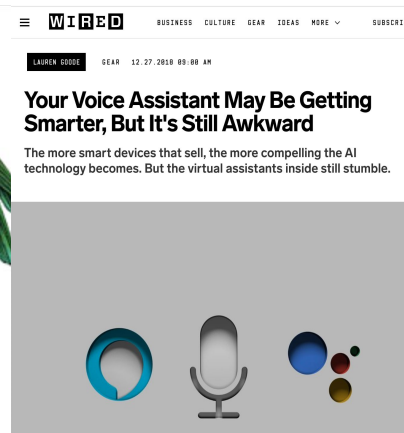 WIRED BUSINESS CULTURE GEAR IDEAS MORE SUBSCRI
LAUREN GOODE GEAR 12.27.2018 09:00 AM
Your Voice Assistant May Be Getting
Smarter, But It's Still Awkward
The more smart devices that sell, the more compelling the AI
technology becomes. But the virtual assistants inside still stumble.